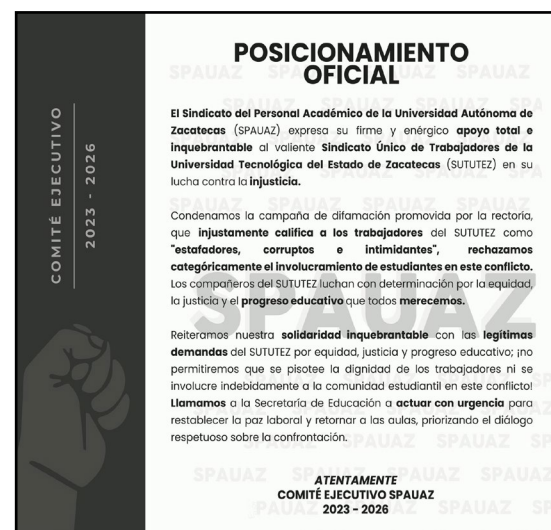 COMITÉ EJECUTIVO
2023 - 2026
POSICIONAMIENTO
OFICIAL
El Sindicato del Personal Académico de la Universidad Autónoma de
Zacatecas (SPAUAZ) expresa su firme y enérgico apoyo total e
inquebrantable al valiente Sindicato Único de Trabajadores de la
Universidad Tecnológica del Estado de Zacatecas (SUTUTEZ) en su
lucha contra la injusticia.
Condenamos la campaña de difamación promovida por la rectoría,
que injustamente califica a los trabajadores del SUTUTEZ como
"estafadores, corruptos e intimidantes", rechazamos
categóricamente el involucramiento de estudiantes en este conflicto.
Los compañeros del SUTUTEZ luchan con determinación por la equidad,
la justicia y el progreso educativo que todos merecemos.
Reiteramos nuestra solidaridad inquebrantable con las legítimas
demandas del SUTUTEZ por equidad, justicia y progreso educativo; ¡no
permitiremos que se pisotee la dignidad de los trabajadores ni se
involucre indebidamente a la comunidad estudiantil en este conflicto!
Llamamos a la Secretaría de Educación a actuar con urgencia para
restablecer la paz laboral y retornar a las aulas, priorizando el diálogo
respetuoso sobre la confrontación.
ATENTAMENTE
COMITÉ EJECUTIVO SPAUAZ
2023 - 2026
SPAUAZ